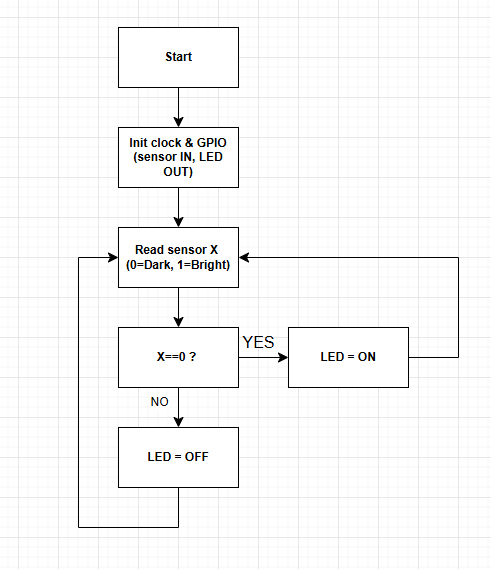 Start
Init clock & GPIO
(sensor IN, LED
OUT)
Read sensor X
(0=Dark, 1=Bright)
X==0 ?
YES
LED = ON
NO
LED = OFF